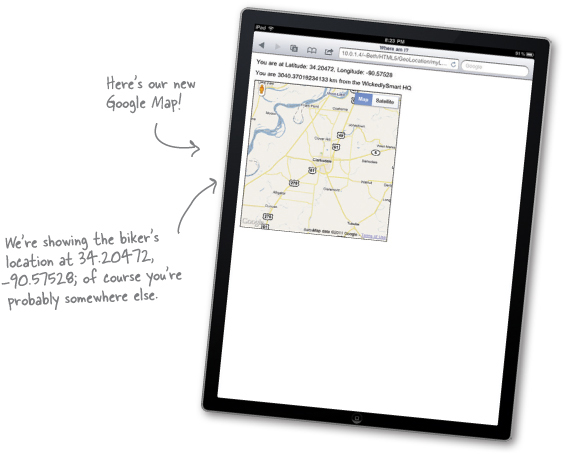 iPod
8:23 PM
81%
Where am I?
10.0.1.4/~Beth/HTML5/GeoLocation/myL...
Google
You are at Latitude: 34.20472, Longitude: -90.57528
You are 3040.37019234133 km from the WickedlySmart HQ
Here's our new
Google Map!
Map
Satellite
Clarksdale
Google
Map data ©2011 Google - Terms of Use
We're showing the biker's
location at 34.20472,
-90.57528; of course you're
probably somewhere else.